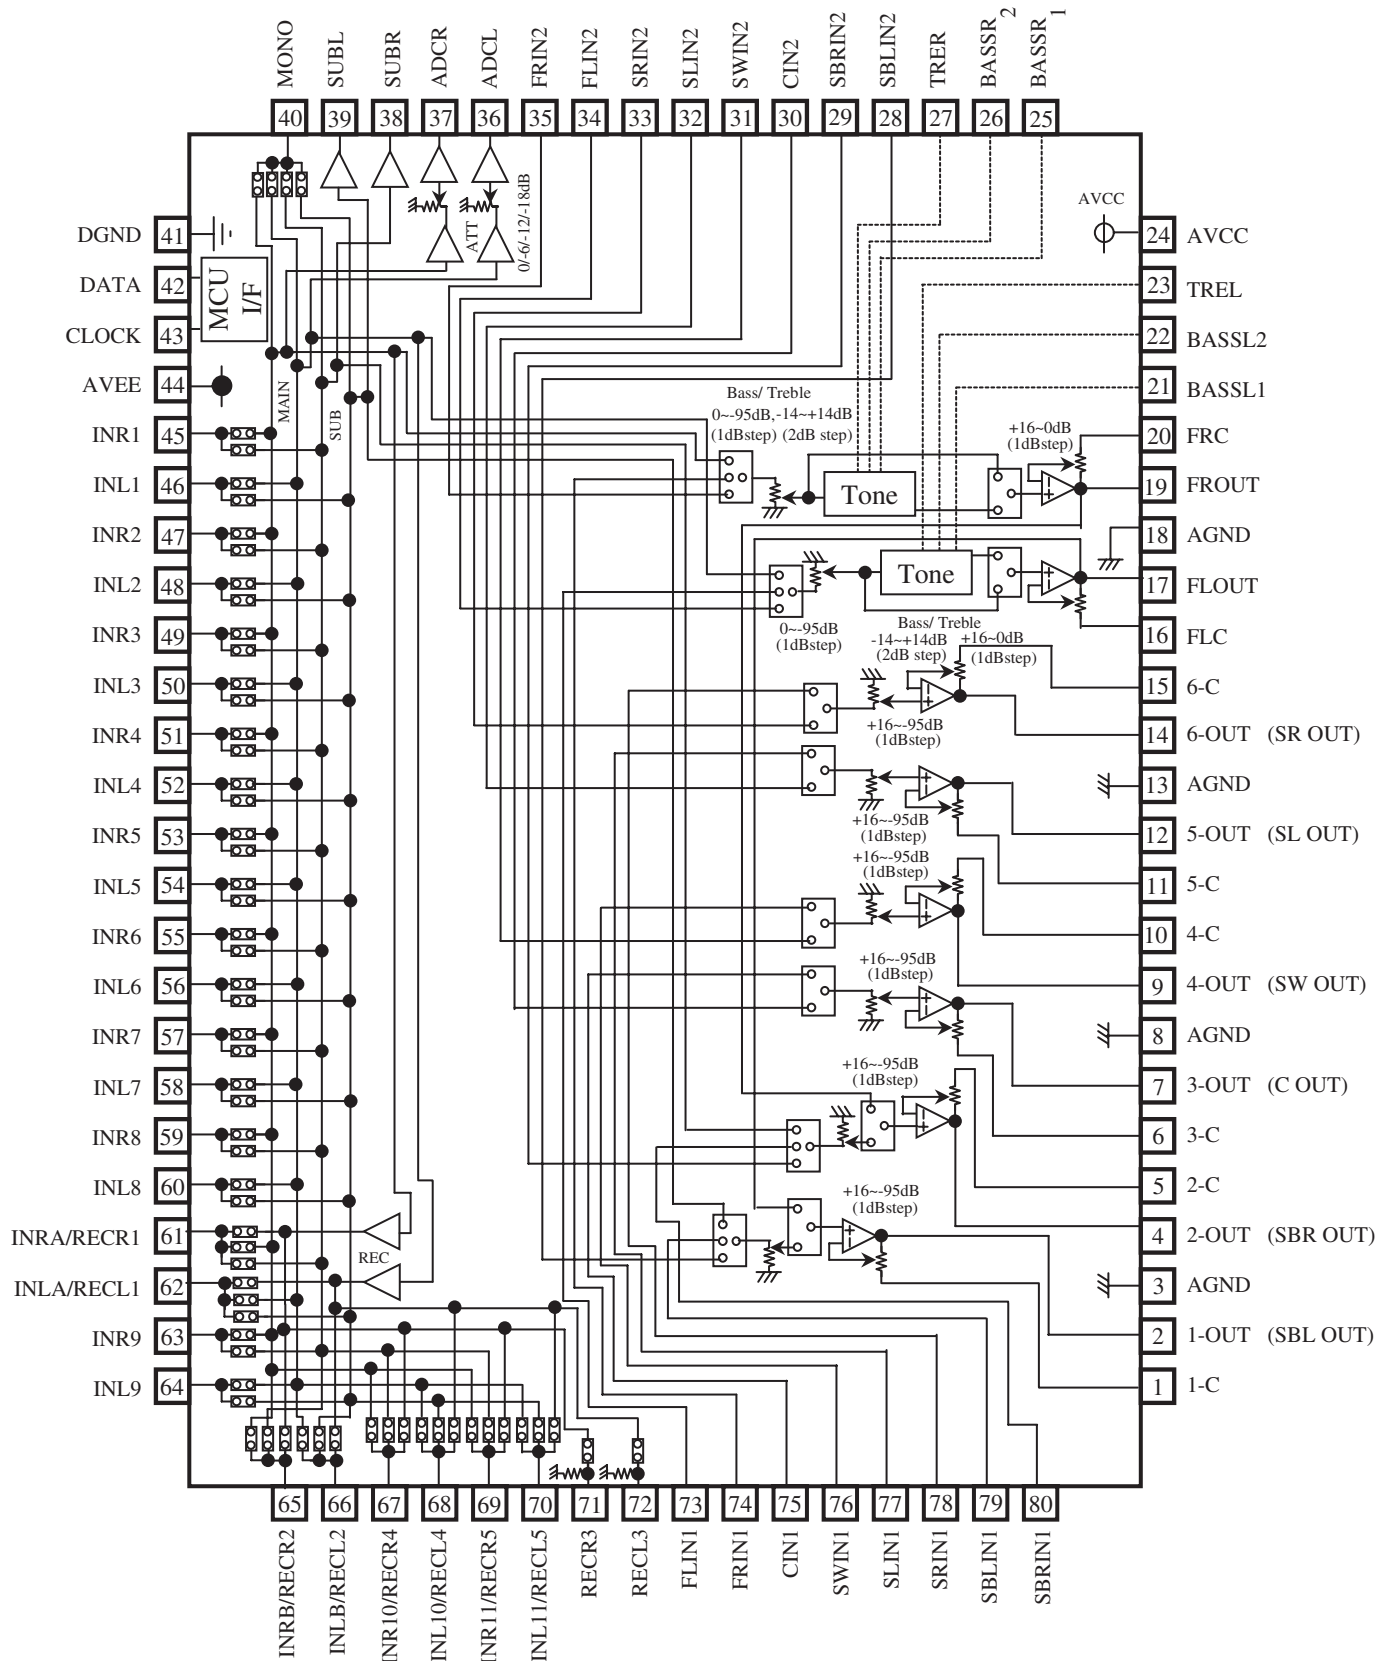 MONO
SUBL
SUBR
ADCR
ADCL
FRIN2
FLIN2
SRIN2
SLIN2
SWIN2
CIN2
SBRIN2
SBLIN2
TRER
BASSR
2
BASSR
1
40
39
38
37
36
35
34
33
32
31
30
29
28
27
26
25
DGND 41
DATA 42
CLOCK 43
AVEE 44
INR1 45
INL1 46
INR2 47
INL2 48
INR3 49
INL3 50
INR4 51
INL4 52
INR5 53
INL5 54
INR6 55
INL6 56
INR7 57
INL7 58
INR8 59
INL8 60
INRA/RECR1 61
INLA/RECL1 62
INR9 63
INL9 64
MCU
I/F
MAIN
SUB
ATT
0/-6/-12/-18dB
REC
Bass/ Treble
0~-95dB,-14~+14dB
(1dBstep) (2dB step)
Tone
+16~0dB
(1dBstep)
Tone
0~-95dB
(1dBstep)
Bass/ Treble
-14~+14dB
(2dB step)
+16~0dB
(1dBstep)
+16~-95dB
(1dBstep)
+16~-95dB
(1dBstep)
+16~-95dB
(1dBstep)
+16~-95dB
(1dBstep)
+16~-95dB
(1dBstep)
+16~-95dB
(1dBstep)
AVCC
24 AVCC
23 TREL
22 BASSL2
21 BASSL1
20 FRC
19 FROUT
18 AGND
17 FLOUT
16 FLC
15 6-C
14 6-OUT (SR OUT)
13 AGND
12 5-OUT (SL OUT)
11 5-C
10 4-C
9 4-OUT (SW OUT)
8 AGND
7 3-OUT (C OUT)
6 3-C
5 2-C
4 2-OUT (SBR OUT)
3 AGND
2 1-OUT (SBL OUT)
1 1-C
65
66
67
68
69
70
71
72
73
74
75
76
77
78
79
80
INRB/RECR2
INLB/RECL2
INR10/RECR4
INL10/RECL4
INR11/RECR5
INL11/RECL5
RECR3
RECL3
FLIN1
FRIN1
CIN1
SWIN1
SLIN1
SRIN1
SBLIN1
SBRIN1